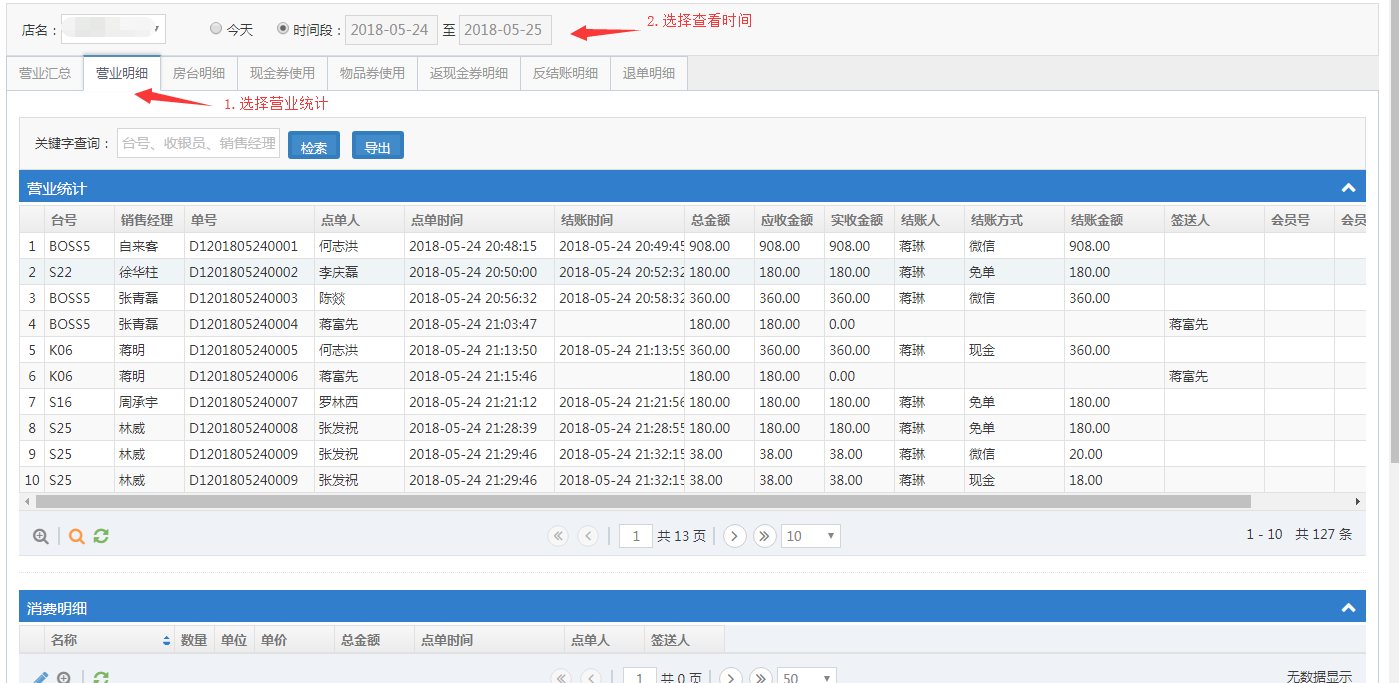 店名： 今天 时间段： 2018-05-24 至 2018-05-25 2. 选择查看时间
营业汇总 营业明细 房台明细 现金券使用 物品券使用 返现金券明细 反结账明细 退单明细
1. 选择营业统计
关键字查询： 台号、收银员、销售经理 检索 导出
营业统计
台号 销售经理 单号 点单人 点单时间 结账时间 总金额 应收金额 实收金额 结账人 结账方式 结账金额 签送人 会员号 会员
1 BOSS5 自来客 D1201805240001 何志洪 2018-05-24 20:48:15 2018-05-24 20:49:45 908.00 908.00 908.00 蒋琳 微信 908.00
2 S22 徐华柱 D1201805240002 李庆磊 2018-05-24 20:50:00 2018-05-24 20:52:32 180.00 180.00 180.00 蒋琳 免单 180.00
3 BOSS5 张青磊 D1201805240003 陈燚 2018-05-24 20:56:32 2018-05-24 20:58:32 360.00 360.00 360.00 蒋琳 微信 360.00
4 BOSS5 张青磊 D1201805240004 蒋富先 2018-05-24 21:03:47 180.00 180.00 0.00 蒋富先
5 K06 蒋明 D1201805240005 何志洪 2018-05-24 21:13:50 2018-05-24 21:13:59 360.00 360.00 360.00 蒋琳 现金 360.00
6 K06 蒋明 D1201805240006 蒋富先 2018-05-24 21:15:46 180.00 180.00 0.00 蒋富先
7 S16 周承宇 D1201805240007 罗林西 2018-05-24 21:21:12 2018-05-24 21:21:56 180.00 180.00 180.00 蒋琳 免单 180.00
8 S25 林威 D1201805240008 张发祝 2018-05-24 21:28:39 2018-05-24 21:28:55 180.00 180.00 180.00 蒋琳 免单 180.00
9 S25 林威 D1201805240009 张发祝 2018-05-24 21:29:46 2018-05-24 21:32:15 38.00 38.00 38.00 蒋琳 微信 20.00
10 S25 林威 D1201805240009 张发祝 2018-05-24 21:29:46 2018-05-24 21:32:15 38.00 38.00 38.00 蒋琳 现金 18.00
1 共 13 页 10 1 - 10 共 127 条
消费明细
名称 数量 单位 单价 总金额 点单时间 点单人 签送人
1 共 0 页 50 无数据显示